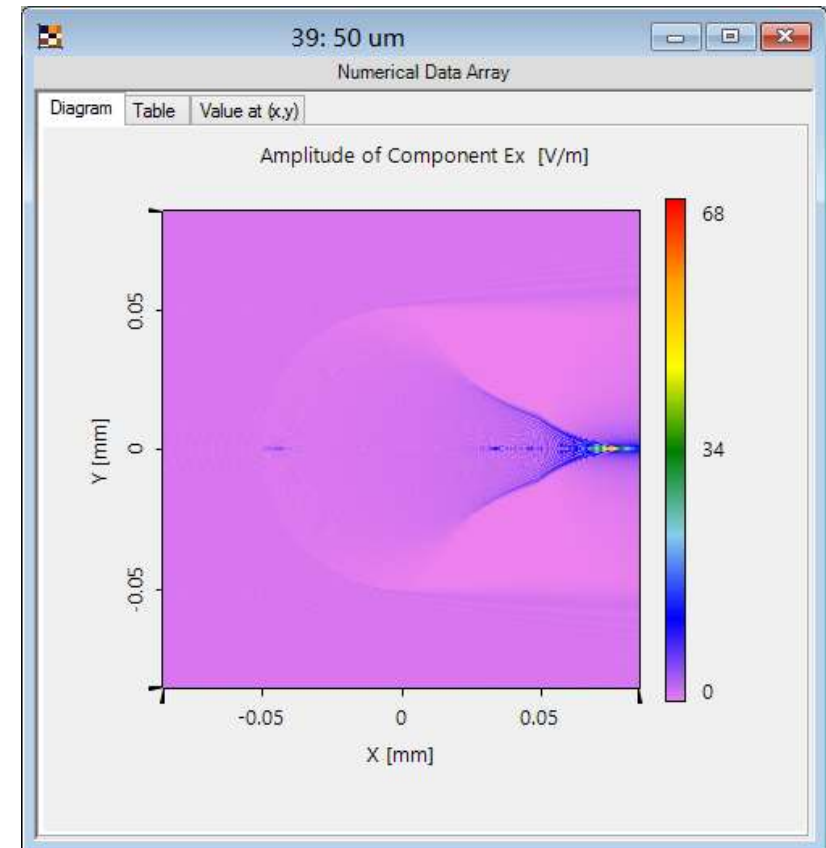 39: 50 um
Numerical Data Array
Diagram Table Value at (x,y)
Amplitude of Component Ex [V/m]
68
34
0
0.05
0
-0.05
Y [mm]
-0.05 0 0.05
X [mm]